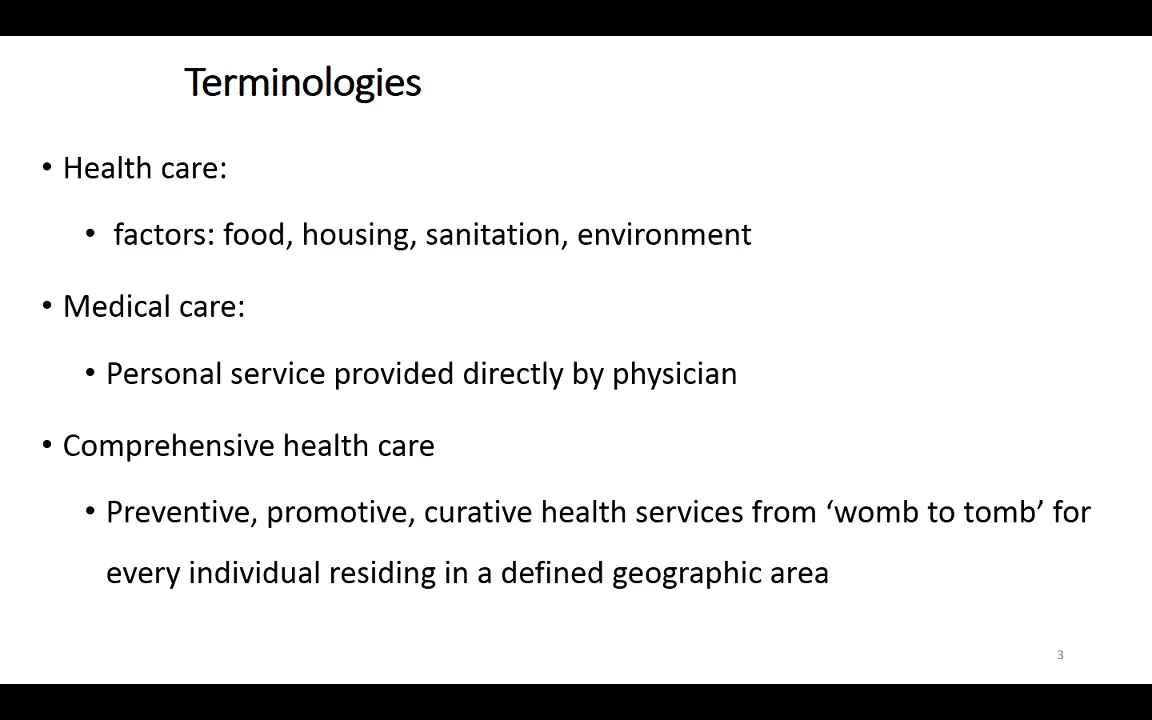 Terminologies
• Health care:
• factors: food, housing, sanitation, environment
• Medical care:
• Personal service provided directly by physician
• Comprehensive health care
• Preventive, promotive, curative health services from ‘womb to tomb’ for
every individual residing in a defined geographic area
3